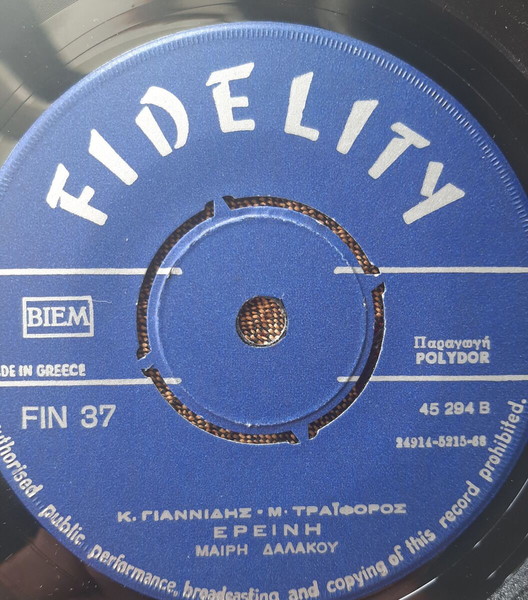 FIDELITY
BIEM
DE IN GREECE
Παραγωγή
POLYDOR
FIN 37
45 294 B
24914-5215-68
Κ. ΓΙΑΝΝΙΔΗΣ - Μ. ΤΡΑΪΦΟΡΟΣ
ΕΡΕΙΝΗ
ΜΑΙΡΗ ΔΑΛΑΚΟΥ
uthorised public performance, broadcasting and copying of this record prohibited.